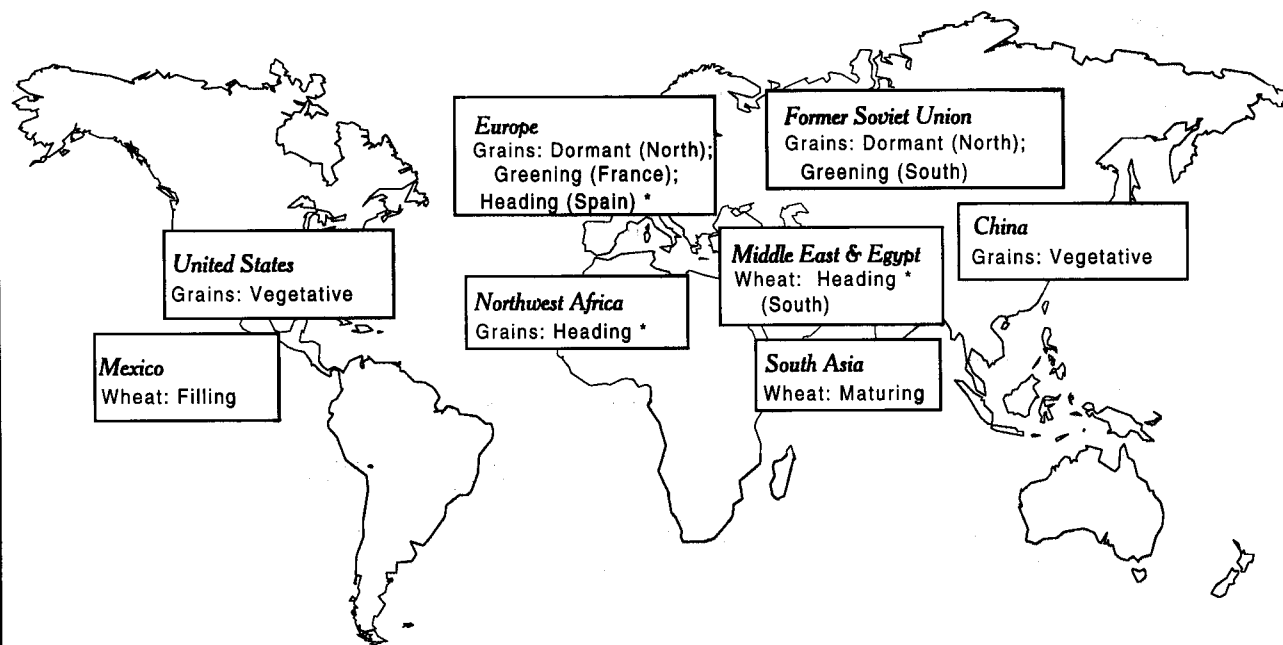 Europe
Grains: Dormant (North);
Greening (France);
Heading (Spain) *
Former Soviet Union
Grains: Dormant (North);
Greening (South)
China
Grains: Vegetative
United States
Grains: Vegetative
Middle East & Egypt
Wheat: Heading *
(South)
Northwest Africa
Grains: Heading *
Mexico
Wheat: Filling
South Asia
Wheat: Maturing